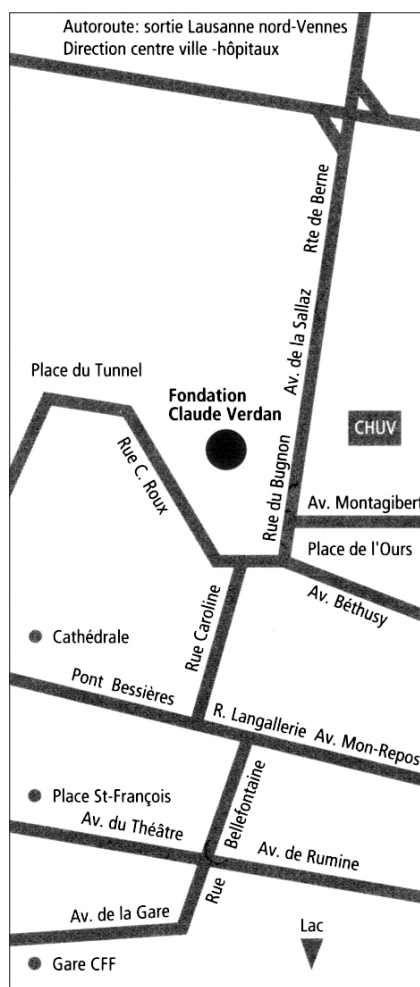 Autoroute: sortie Lausanne nord-Vennes
Direction centre ville -hôpitaux
Rte de Berne
Av. de la Sallaz
Place du Tunnel
Fondation
Claude Verdan
CHUV
Rue C. Roux
Rue du Bugnon
Av. Montagibert
Place de l'Ours
Av. Béthusy
Rue Caroline
Cathédrale
Pont Bessières
R. Langallerie Av. Mon-Repos
Place St-François
Rue Bellefontaine
Av. du Théâtre
Av. de Rumine
Av. de la Gare
Lac
Gare CFF